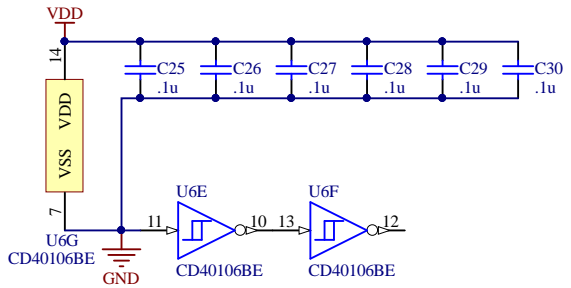 VDD
14
VSS VDD
7
U6G
CD40106BE
GND
C25
.1u
C26
.1u
C27
.1u
C28
.1u
C29
.1u
C30
.1u
U6E
11
10
CD40106BE
U6F
13
12
CD40106BE